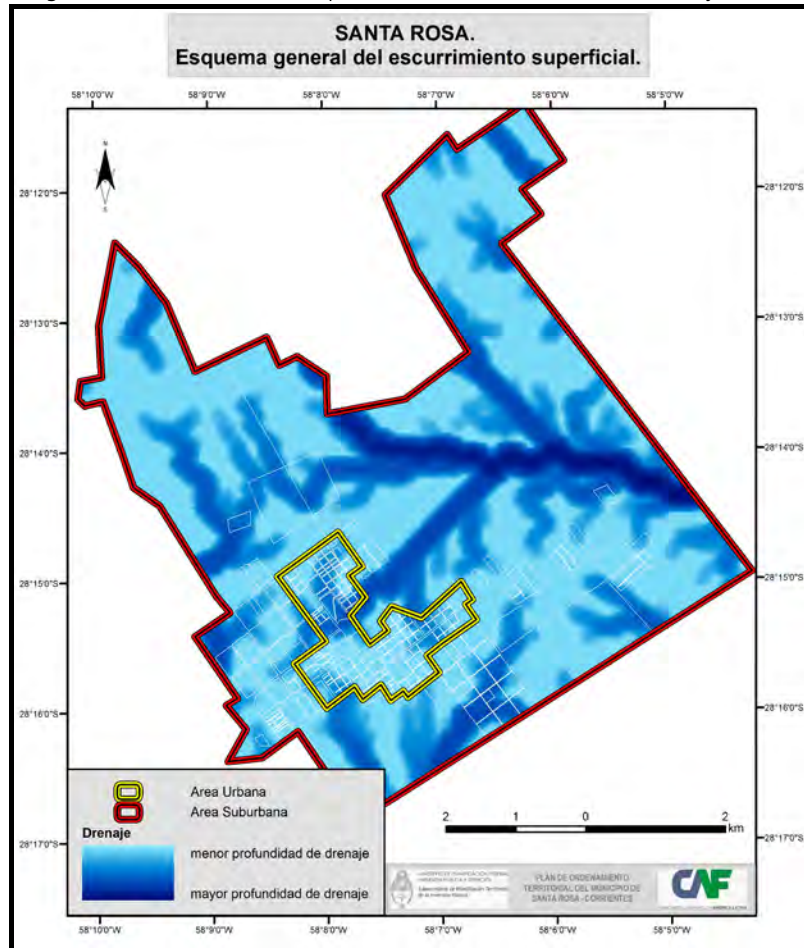 SANTA ROSA.
Esquema general del escurrimiento superficial.
58°10'0"W 58°9'0"W 58°8'0"W 58°7'0"W 58°6'0"W 58°5'0"W
N
S
28°12'0"S 28°12'0"S
28°13'0"S 28°13'0"S
28°14'0"S 28°14'0"S
28°15'0"S 28°15'0"S
28°16'0"S 28°16'0"S
28°17'0"S 28°17'0"S
Area Urbana
Area Suburbana
Drenaje
menor profundidad de drenaje
mayor profundidad de drenaje
2 1 0 2
km
PLAN DE ORDENAMIENTO
TERRITORIAL DEL MUNICIPIO DE
SANTA ROSA - CORRIENTES
CAF
58°10'0"W 58°9'0"W 58°8'0"W 58°7'0"W 58°6'0"W 58°5'0"W